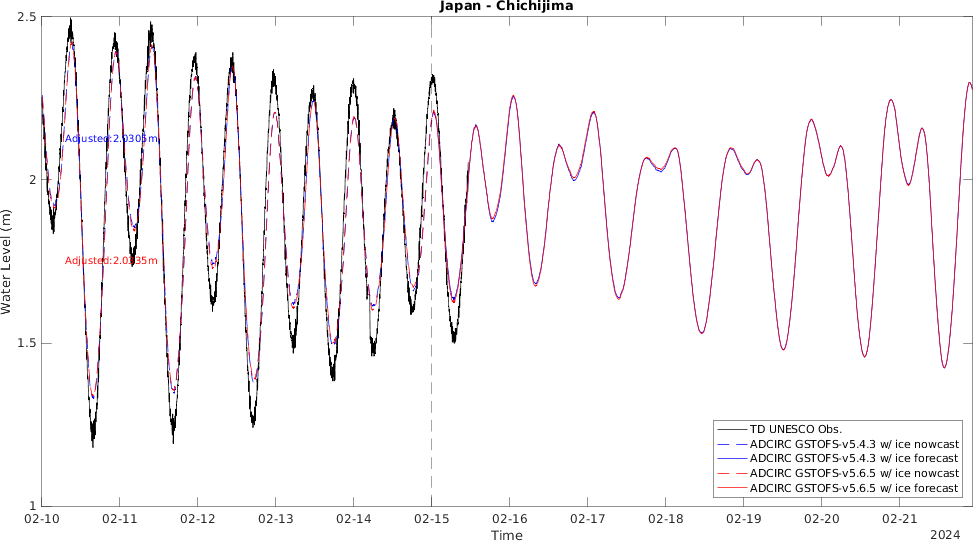 Japan - Chichijima
Water Level (m)
2.5
2
1.5
1
Adjusted:2.0305m
Adjusted:2.0335m
TD UNESCO Obs.
ADCIRC GSTOFS-v5.4.3 w/ ice nowcast
ADCIRC GSTOFS-v5.4.3 w/ ice forecast
ADCIRC GSTOFS-v5.6.5 w/ ice nowcast
ADCIRC GSTOFS-v5.6.5 w/ ice forecast
02-10 02-11 02-12 02-13 02-14 02-15 02-16 02-17 02-18 02-19 02-20 02-21
Time
2024